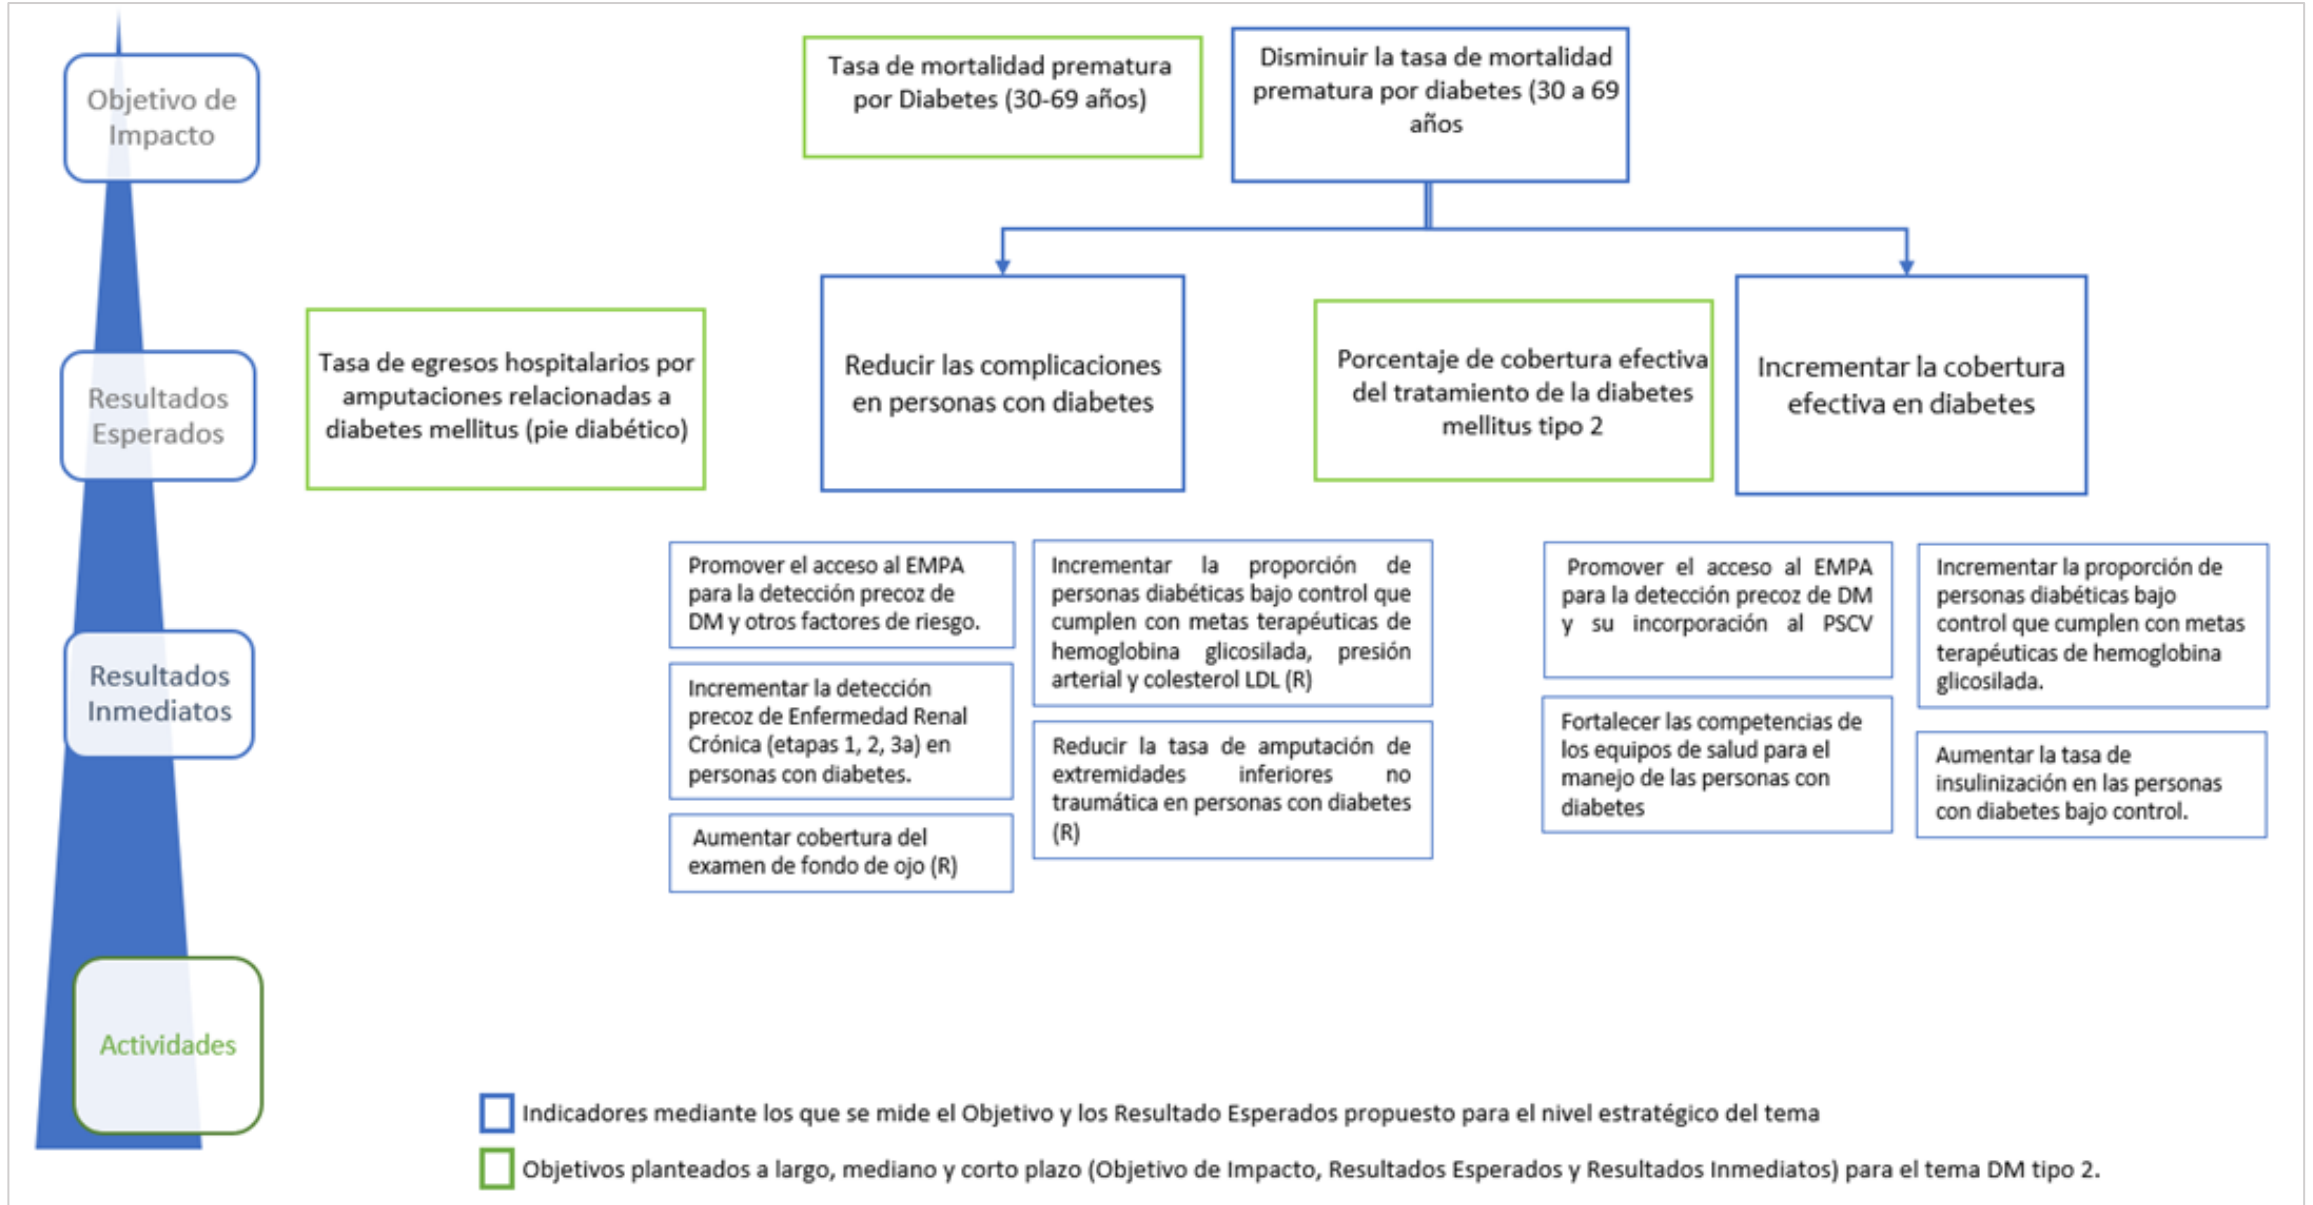 Objetivo de
Impacto
Tasa de mortalidad prematura
por Diabetes (30-69 años)
Disminuir la tasa de mortalidad
prematura por diabetes (30 a 69
años
Resultados
Esperados
Tasa de egresos hospitalarios por
amputaciones relacionadas a
diabetes mellitus (pie diabético)
Reducir las complicaciones
en personas con diabetes
Porcentaje de cobertura efectiva
del tratamiento de la diabetes
mellitus tipo 2
Incrementar la cobertura
efectiva en diabetes
Resultados
Inmediatos
Promover el acceso al EMPA
para la detección precoz de
DM y otros factores de riesgo.
Incrementar la detección
precoz de Enfermedad Renal
Crónica (etapas 1, 2, 3a) en
personas con diabetes.
Aumentar cobertura del
examen de fondo de ojo (R)
Incrementar la proporción de
personas diabéticas bajo control que
cumplen con metas terapéuticas de
hemoglobina glicosilada, presión
arterial y colesterol LDL (R)
Reducir la tasa de amputación de
extremidades inferiores no
traumática en personas con diabetes
(R)
Promover el acceso al EMPA
para la detección precoz de DM
y su incorporación al PSCV
Fortalecer las competencias de
los equipos de salud para el
manejo de las personas con
diabetes
Incrementar la proporción de
personas diabéticas bajo
control que cumplen con metas
terapéuticas de hemoglobina
glicosilada.
Aumentar la tasa de
insulinización en las personas
con diabetes bajo control.
Actividades
Indicadores mediante los que se mide el Objetivo y los Resultado Esperados propuesto para el nivel estratégico del tema
Objetivos planteados a largo, mediano y corto plazo (Objetivo de Impacto, Resultados Esperados y Resultados Inmediatos) para el tema DM tipo 2.